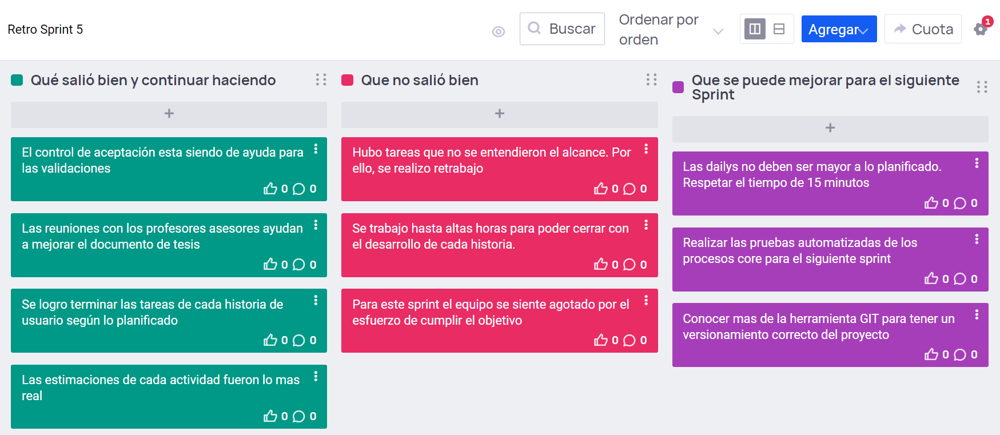 Retro Sprint 5
Buscar
Ordenar por
orden
Agregar
Cuota
1
Qué salió bien y continuar haciendo
+
El control de aceptación esta siendo de ayuda para
las validaciones
0 0
Las reuniones con los profesores asesores ayudan
a mejorar el documento de tesis
0 0
Se logro terminar las tareas de cada historia de
usuario según lo planificado
0 0
Las estimaciones de cada actividad fueron lo mas
real
0 0
Que no salió bien
+
Hubo tareas que no se entendieron el alcance. Por
ello, se realizo retrabajo
0 0
Se trabajo hasta altas horas para poder cerrar con
el desarrollo de cada historia.
0 0
Para este sprint el equipo se siente agotado por el
esfuerzo de cumplir el objetivo
0 0
Que se puede mejorar para el siguiente
Sprint
+
Las dailys no deben ser mayor a lo planificado.
Respetar el tiempo de 15 minutos
0 0
Realizar las pruebas automatizadas de los
procesos core para el siguiente sprint
0 0
Conocer mas de la herramienta GIT para tener un
versionamiento correcto del proyecto
0 0